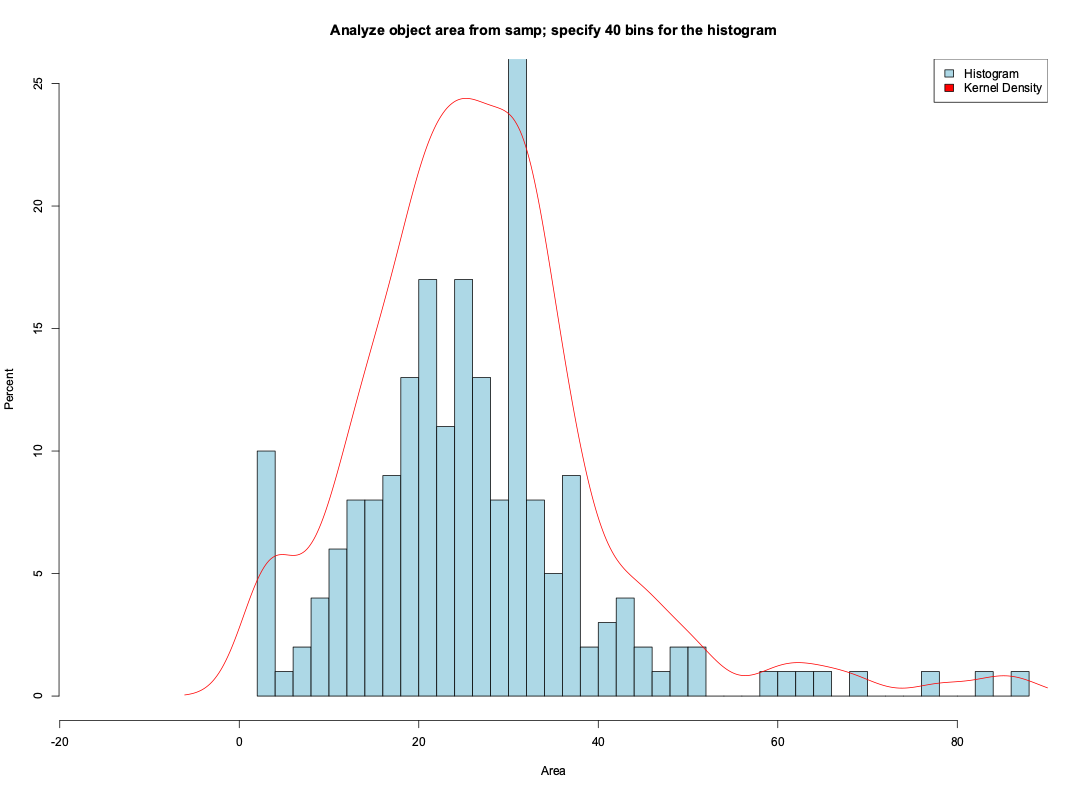 Analyze object area from samp; specify 40 bins for the histogram
Histogram
Kernel Density
25
20
15
10
5
0
Percent
-20 0 20 40 60 80
Area